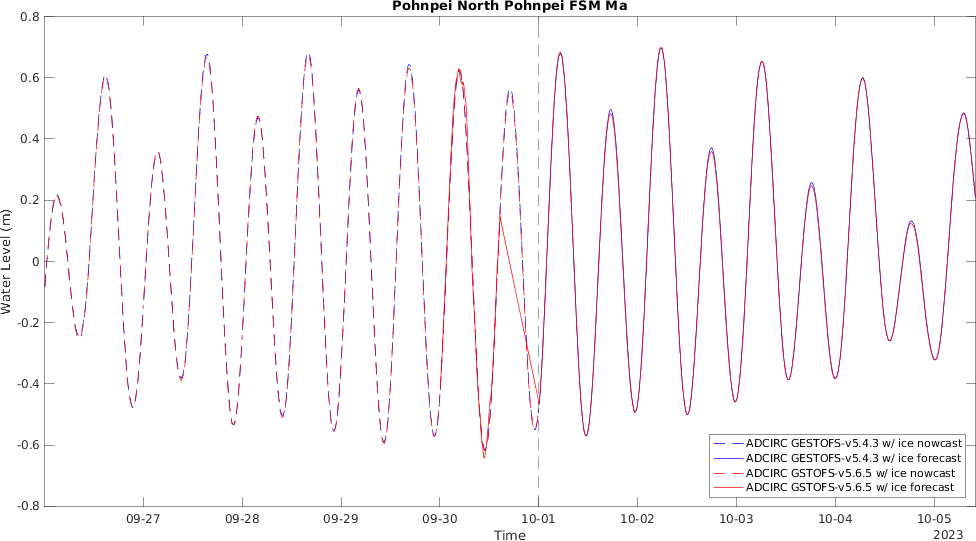 Pohnpei North Pohnpei FSM Ma
0.8
0.6
0.4
0.2
0
-0.2
-0.4
-0.6
-0.8
Water Level (m)
ADCIRC GESTOFS-v5.4.3 w/ ice nowcast
ADCIRC GESTOFS-v5.4.3 w/ ice forecast
ADCIRC GSTOFS-v5.6.5 w/ ice nowcast
ADCIRC GSTOFS-v5.6.5 w/ ice forecast
09-27 09-28 09-29 09-30 10-01 10-02 10-03 10-04 10-05
Time 2023